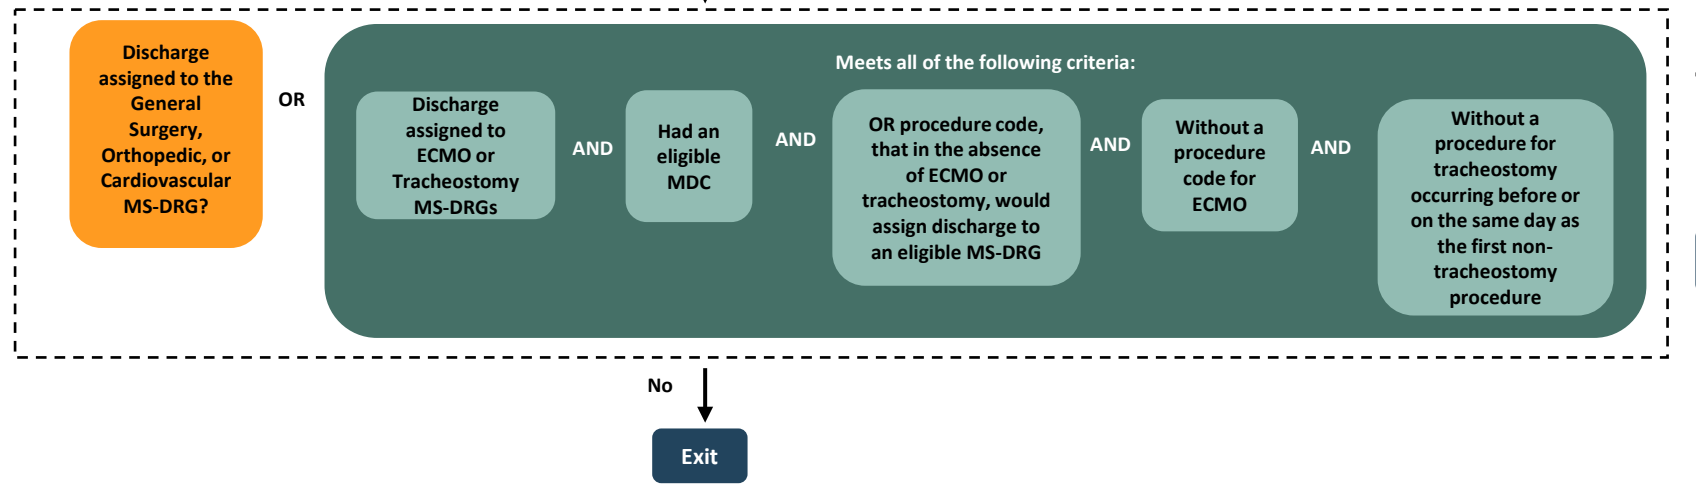 Discharge
assigned to the
General
Surgery,
Orthopedic, or
Cardiovascular
MS-DRG?
OR
Meets all of the following criteria:
Discharge
assigned to
ECMO or
Tracheostomy
MS-DRGs
AND
Had an
eligible
MDC
AND
OR procedure code,
that in the absence
of ECMO or
tracheostomy, would
assign discharge to
an eligible MS-DRG
AND
Without a
procedure
code for
ECMO
AND
Without a
procedure for
tracheostomy
occurring before or
on the same day as
the first non-
tracheostomy
procedure
No
Exit